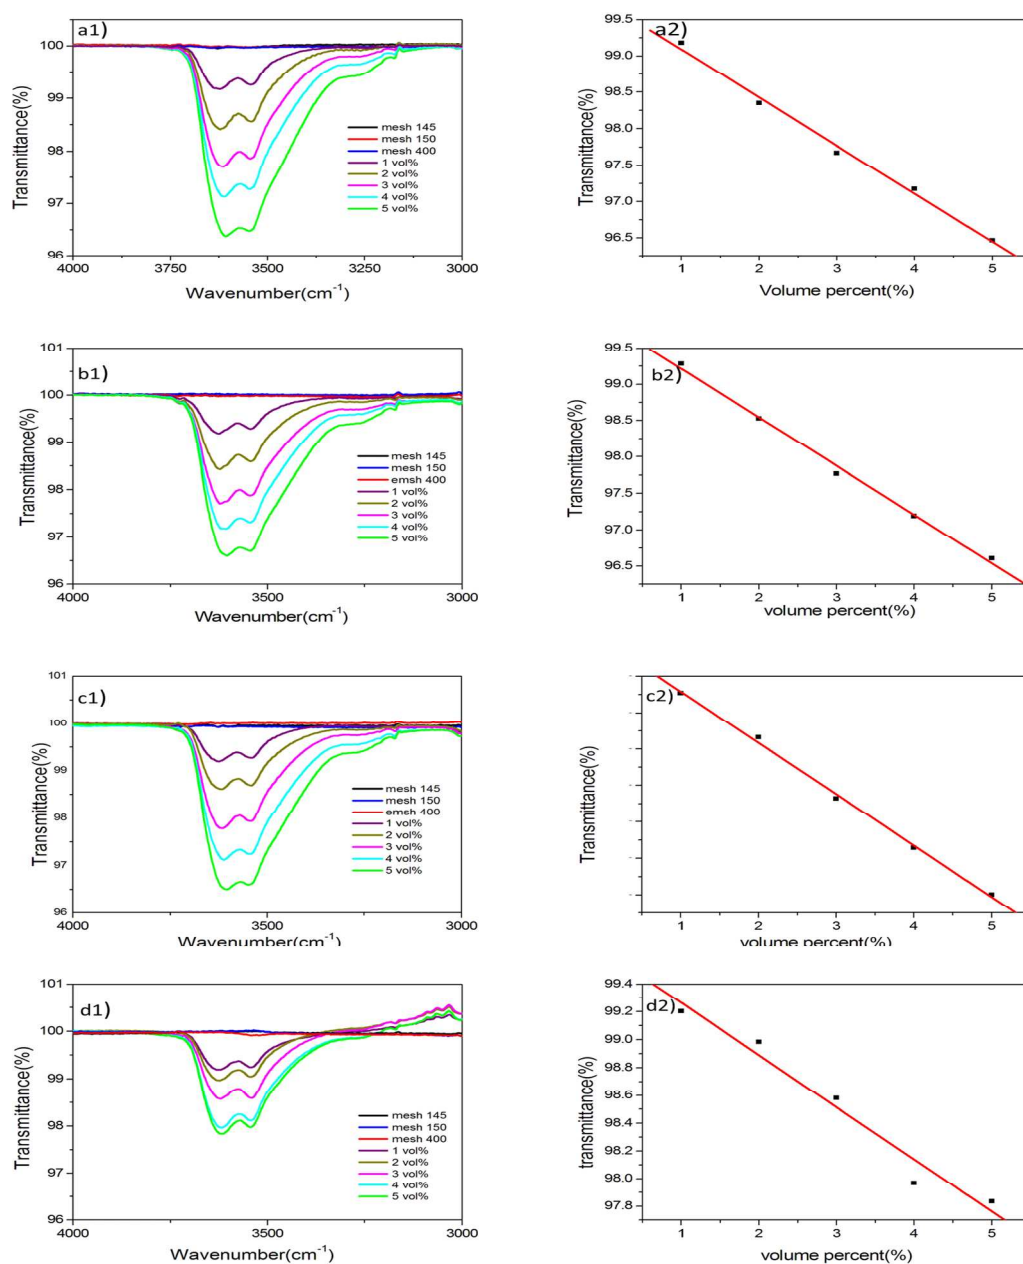 a1)
100
99
98
97
96
Transmittance(%)
mesh 145
mesh 150
mesh 400
1 vol%
2 vol%
3 vol%
4 vol%
5 vol%
4000 3750 3500 3250 3000
Wavenumber(cm⁻¹)
a2)
99.5
99.0
98.5
98.0
97.5
97.0
96.5
Transmittance(%)
1 2 3 4 5
Volume percent(%)
b1)
101
100
99
98
97
96
Transmittance(%)
mesh 145
mesh 150
emsh 400
1 vol%
2 vol%
3 vol%
4 vol%
5 vol%
4000 3500 3000
Wavenumber(cm⁻¹)
b2)
99.5
99.0
98.5
98.0
97.5
97.0
96.5
Transmittance(%)
1 2 3 4 5
volume percent(%)
c1)
101
100
99
98
97
96
Transmittance(%)
mesh 145
mesh 150
emsh 400
1 vol%
2 vol%
3 vol%
4 vol%
5 vol%
4000 3500 3000
Wavenumber(cm⁻¹)
c2)
Transmittance(%)
1 2 3 4 5
volume percent(%)
d1)
101
100
99
98
97
96
Transmittance(%)
mesh 145
mesh 150
mesh 400
1 vol%
2 vol%
3 vol%
4 vol%
5 vol%
4000 3500 3000
Wavenumber(cm⁻¹)
d2)
99.4
99.2
99.0
98.8
98.6
98.4
98.2
98.0
97.8
transmittance(%)
1 2 3 4 5
volume percent(%)